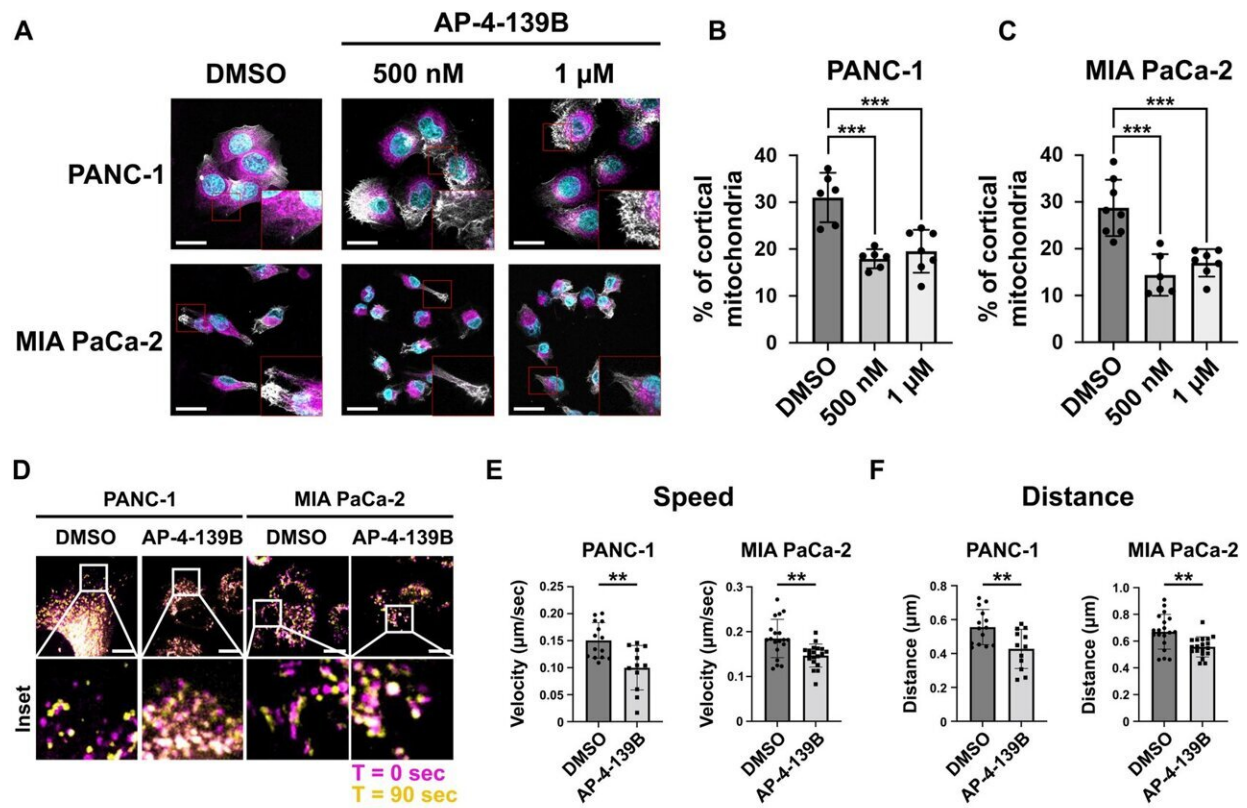 A
AP-4-139B
DMSO
500 nM
1 µM
PANC-1
MIA PaCa-2
B
PANC-1
***
***
% of cortical
mitochondria
40
30
20
10
0
DMSO
500 nM
1 µM
C
MIA PaCa-2
***
***
% of cortical
mitochondria
40
30
20
10
0
DMSO
500 nM
1 µM
D
PANC-1
MIA PaCa-2
DMSO
AP-4-139B
DMSO
AP-4-139B
Inset
T = 0 sec
T = 90 sec
E
Speed
PANC-1
**
Velocity (µm/sec)
0.25
0.20
0.15
0.10
0.05
0
DMSO
AP-4-139B
MIA PaCa-2
**
Velocity (µm/sec)
0.3
0.2
0.1
0
DMSO
AP-4-139B
F
Distance
PANC-1
**
Distance (µm)
0.8
0.6
0.4
0.2
0
DMSO
AP-4-139B
MIA PaCa-2
**
Distance (µm)
1.0
0.8
0.6
0.4
0.2
0
DMSO
AP-4-139B